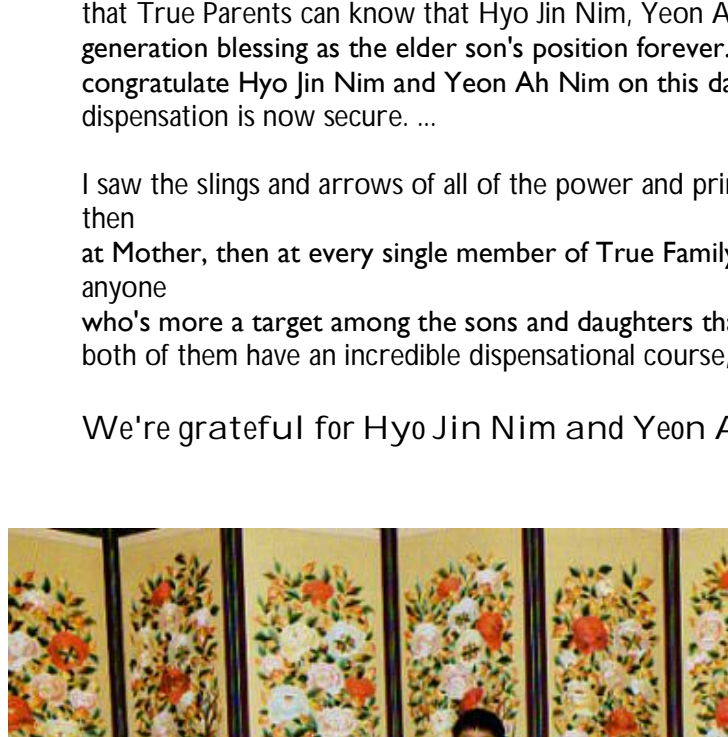 that True Parents can know that Hyo Jin Nim, Yeon A
generation blessing as the elder son's position forever.
congratulate Hyo Jin Nim and Yeon Ah Nim on this da
dispensation is now secure. ...
I saw the slings and arrows of all of the power and pri
then
at Mother, then at every single member of True Family
anyone
who's more a target among the sons and daughters tha
both of them have an incredible dispensational course,
We're grateful for Hyo Jin Nim and Yeon A